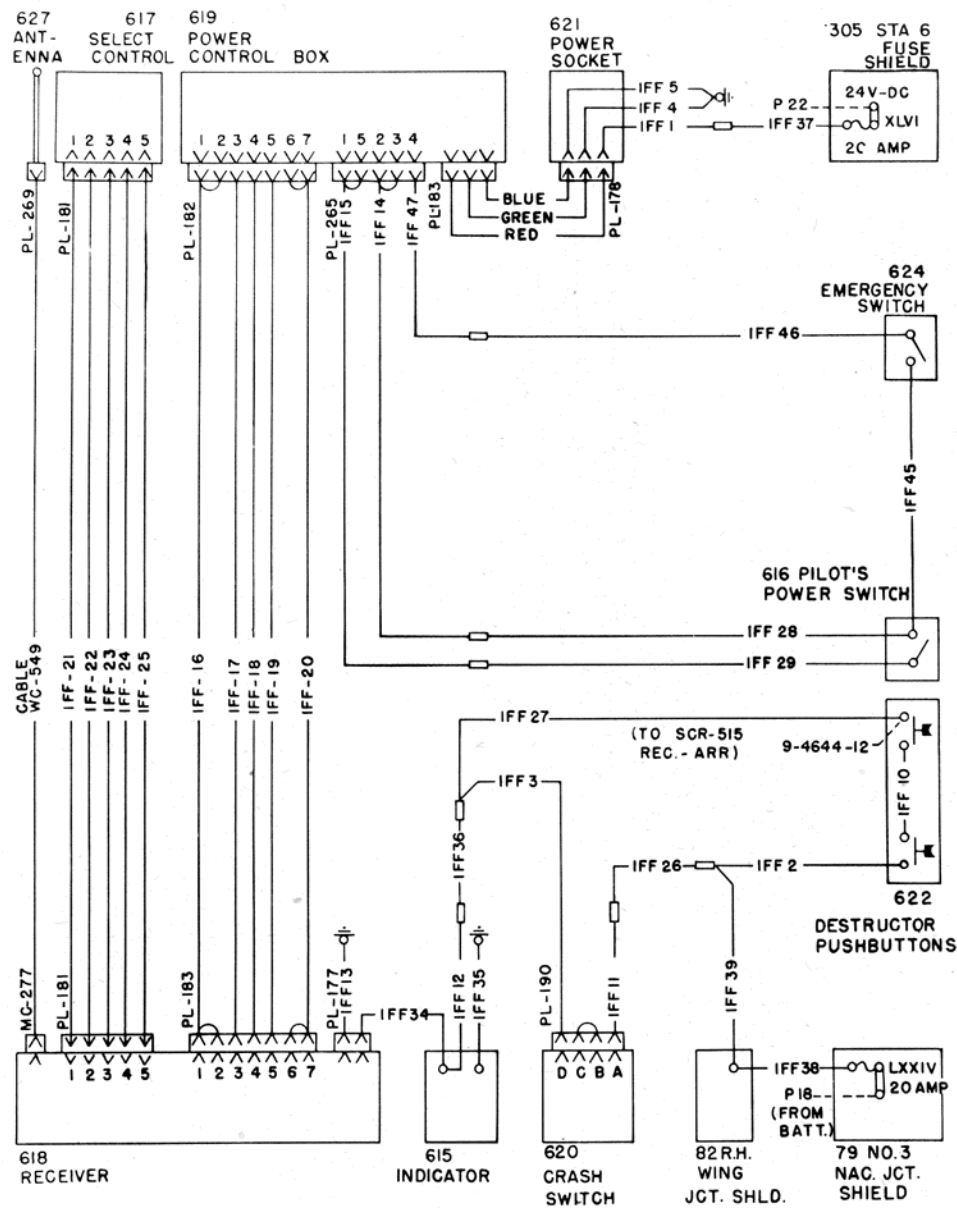 627
ANT-
ENNA
617
SELECT
CONTROL
619
POWER
CONTROL BOX
621
POWER
SOCKET
305 STA 6
FUSE
SHIELD
24V-DC
XLVI
20 AMP
P 22
IFF 5
IFF 4
IFF 1
IFF 37
1 2 3 4 5
1 2 3 4 5 6 7
1 5 2 3 4
PL-269
PL-181
PL-182
PL-265
IFF 15
IFF 14
IFF 47
PL-183
BLUE
GREEN
RED
PL-178
624
EMERGENCY
SWITCH
IFF 46
IFF 45
616 PILOT'S
POWER SWITCH
IFF 28
IFF 29
CABLE
WC-549
IFF-21
IFF-22
IFF-23
IFF-24
IFF-25
IFF-16
IFF-17
IFF-18
IFF-19
IFF-20
IFF 27
(TO SCR-515
REC.-ARR)
9-4644-12
IFF 10
IFF 3
IFF 36
IFF 26
IFF 2
622
DESTRUCTOR
PUSHBUTTONS
MC-277
PL-181
PL-183
PL-177
IFF 13
IFF 34
IFF 12
IFF 35
PL-190
IFF 11
IFF 39
1 2 3 4 5
1 2 3 4 5 6 7
D C B A
IFF38
LXXIV
20 AMP
P 18
(FROM
BATT.)
618
RECEIVER
615
INDICATOR
620
CRASH
SWITCH
82 R.H.
WING
JCT. SHLD.
79 NO.3
NAC. JCT.
SHIELD